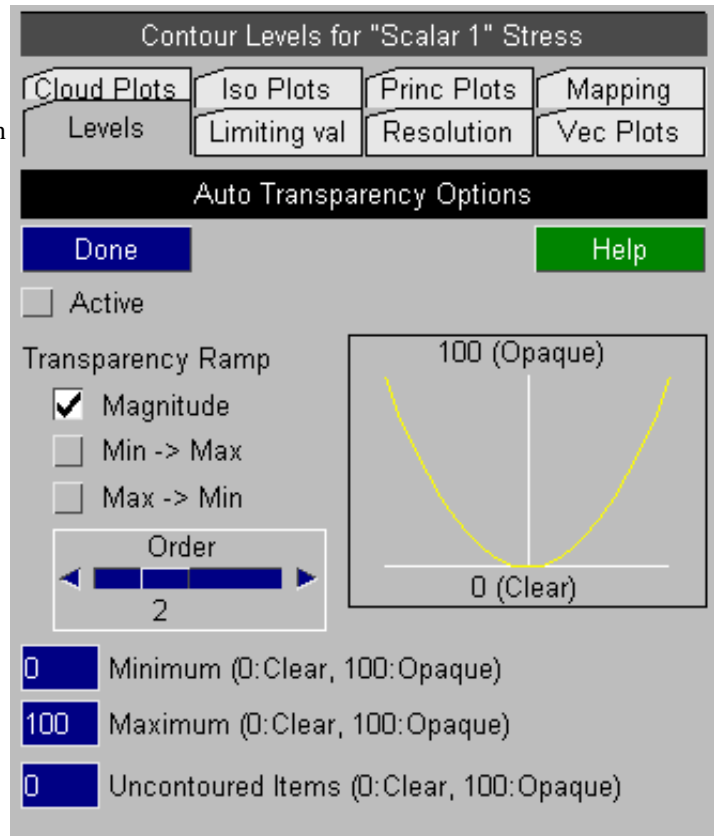 Contour Levels for "Scalar 1" Stress
Cloud Plots Iso Plots Princ Plots Mapping
n
Levels Limiting val Resolution Vec Plots
Auto Transparency Options
Done Help
Active
Transparency Ramp
Magnitude
Min -> Max
Max -> Min
Order
2
100 (Opaque)
0 (Clear)
0 Minimum (0:Clear, 100:Opaque)
100 Maximum (0:Clear, 100:Opaque)
0 Uncontoured Items (0:Clear, 100:Opaque)